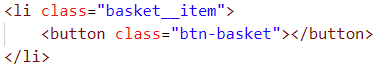 <li class="basket__item">
    <button class="btn-basket"></button>
</li>